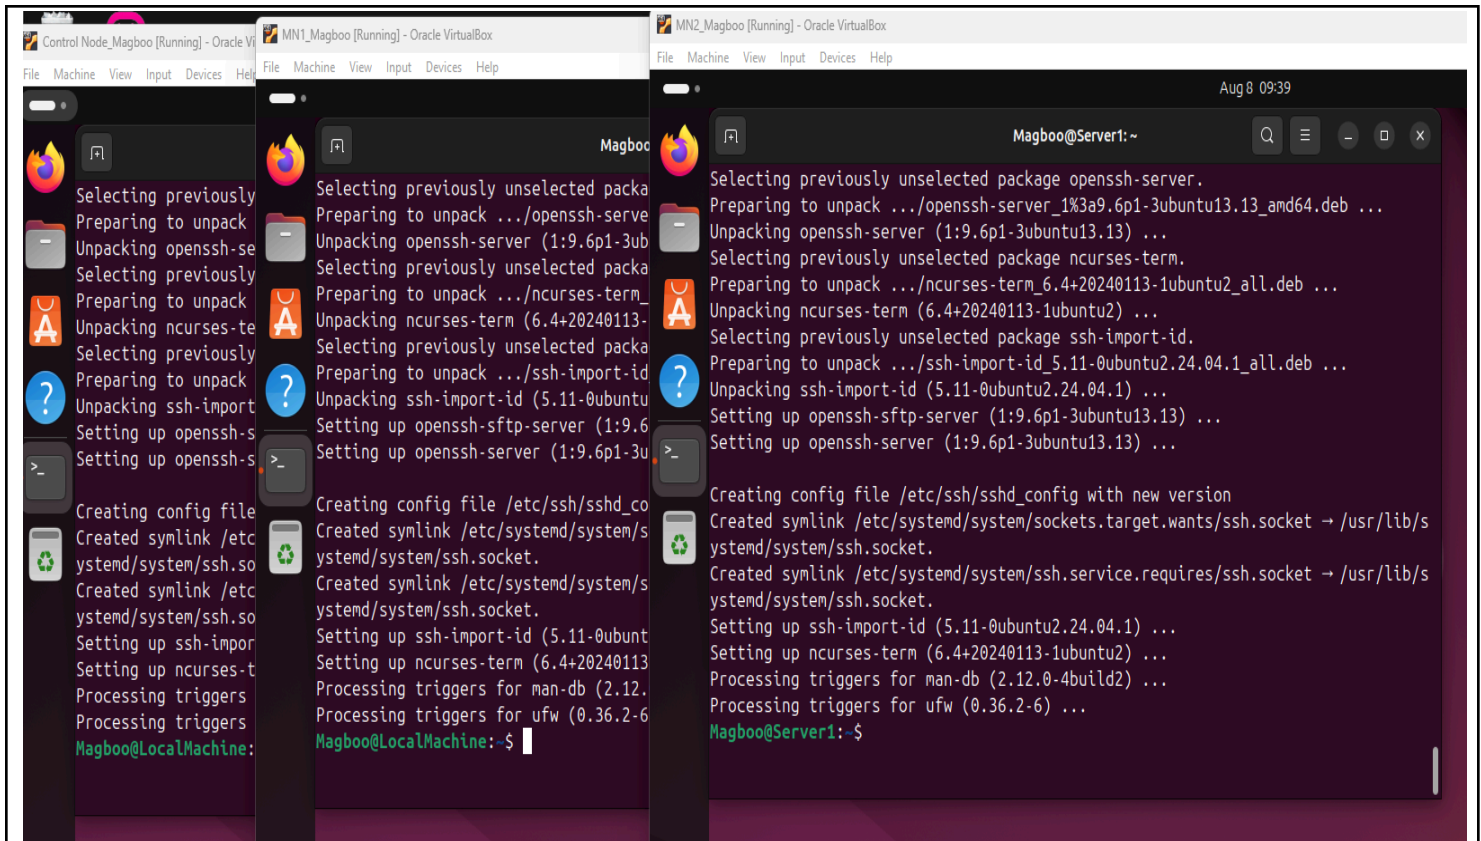 Control Node_Magboo [Running] - Oracle Vi
File Machine View Input Devices Help
Selecting previously
Preparing to unpack
Unpacking openssh-se
Selecting previously
Preparing to unpack
Unpacking ncurses-te
Selecting previously
Preparing to unpack
Unpacking ssh-import
Setting up openssh-s
Setting up openssh-s
Creating config file
Created symlink /etc
ystemd/system/ssh.so
Created symlink /etc
ystemd/system/ssh.so
Setting up ssh-impor
Setting up ncurses-t
Processing triggers
Processing triggers
Magboo@LocalMachine:
MN1_Magboo [Running] - Oracle VirtualBox
File Machine View Input Devices Help
Magboo
Selecting previously unselected packa
Preparing to unpack .../openssh-serve
Unpacking openssh-server (1:9.6p1-3ub
Selecting previously unselected packa
Preparing to unpack .../ncurses-term_
Unpacking ncurses-term (6.4+20240113-
Selecting previously unselected packa
Preparing to unpack .../ssh-import-id
Unpacking ssh-import-id (5.11-0ubuntu
Setting up openssh-sftp-server (1:9.6
Setting up openssh-server (1:9.6p1-3u
Creating config file /etc/ssh/sshd_co
Created symlink /etc/systemd/system/s
ystemd/system/ssh.socket.
Created symlink /etc/systemd/system/s
ystemd/system/ssh.socket.
Setting up ssh-import-id (5.11-0ubunt
Setting up ncurses-term (6.4+20240113
Processing triggers for man-db (2.12.
Processing triggers for ufw (0.36.2-6
Magboo@LocalMachine:~$
MN2_Magboo [Running] - Oracle VirtualBox
File Machine View Input Devices Help
Aug 8 09:39
Magboo@Server1: ~
Selecting previously unselected package openssh-server.
Preparing to unpack .../openssh-server_1%3a9.6p1-3ubuntu13.13_amd64.deb ...
Unpacking openssh-server (1:9.6p1-3ubuntu13.13) ...
Selecting previously unselected package ncurses-term.
Preparing to unpack .../ncurses-term_6.4+20240113-1ubuntu2_all.deb ...
Unpacking ncurses-term (6.4+20240113-1ubuntu2) ...
Selecting previously unselected package ssh-import-id.
Preparing to unpack .../ssh-import-id_5.11-0ubuntu2.24.04.1_all.deb ...
Unpacking ssh-import-id (5.11-0ubuntu2.24.04.1) ...
Setting up openssh-sftp-server (1:9.6p1-3ubuntu13.13) ...
Setting up openssh-server (1:9.6p1-3ubuntu13.13) ...
Creating config file /etc/ssh/sshd_config with new version
Created symlink /etc/systemd/system/sockets.target.wants/ssh.socket → /usr/lib/s
ystemd/system/ssh.socket.
Created symlink /etc/systemd/system/ssh.service.requires/ssh.socket → /usr/lib/s
ystemd/system/ssh.socket.
Setting up ssh-import-id (5.11-0ubuntu2.24.04.1) ...
Setting up ncurses-term (6.4+20240113-1ubuntu2) ...
Processing triggers for man-db (2.12.0-4build2) ...
Processing triggers for ufw (0.36.2-6) ...
Magboo@Server1:~$